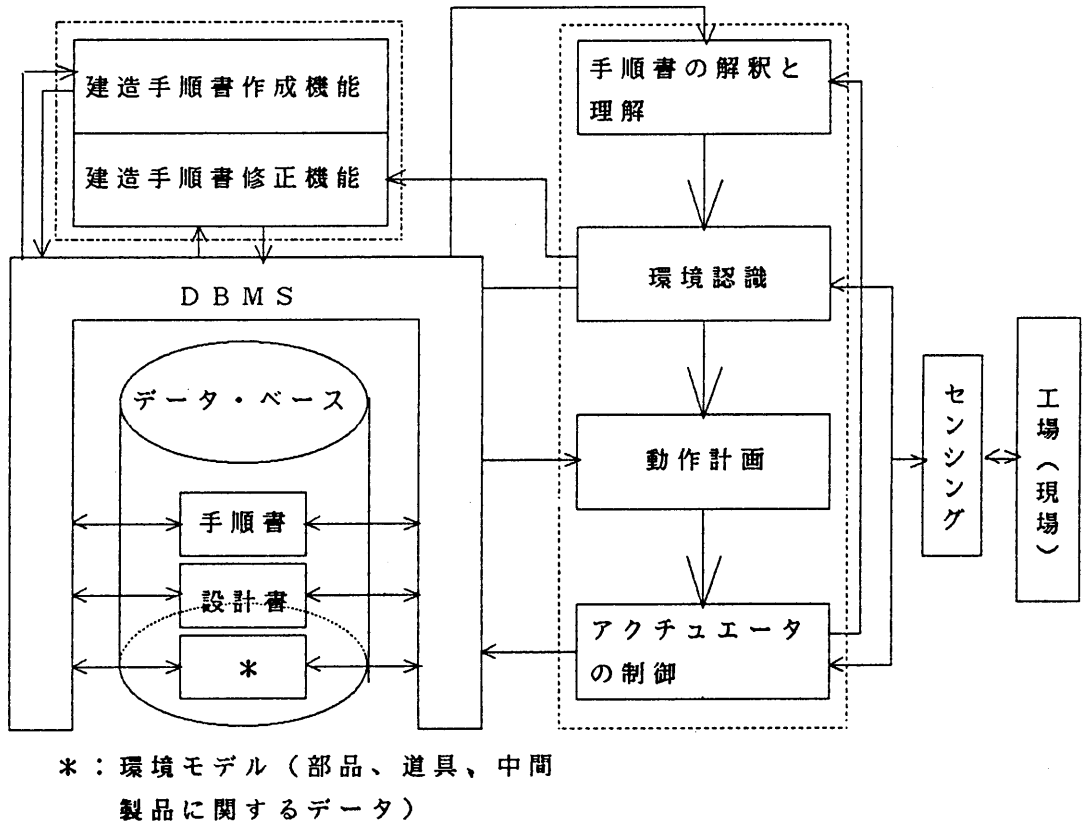 建造手順書作成機能
建造手順書修正機能
DBMS
データ・ベース
手順書
設計書
*
手順書の解釈と
理解
環境認識
動作計画
アクチュエータ
の制御
センシング
工場(現場)
*:環境モデル(部品、道具、中間
製品に関するデータ)